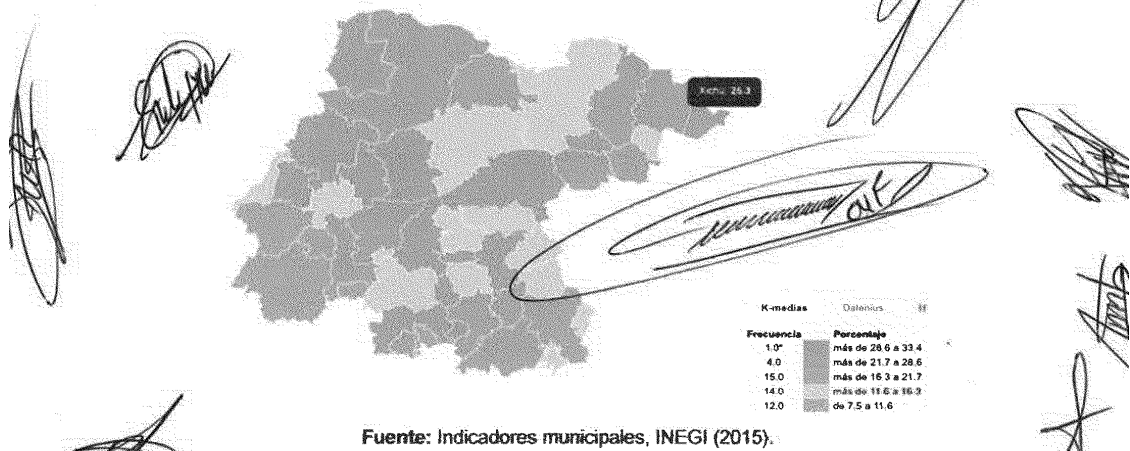 Xichú 25.3
K-medias Dalenius
Frecuencia Porcentaje
1.0* más de 28.6 a 33.4
4.0 más de 21.7 a 28.6
15.0 más de 16.3 a 21.7
14.0 más de 11.6 a 16.3
12.0 de 7.5 a 11.6
Fuente: Indicadores municipales, INEGI (2015).